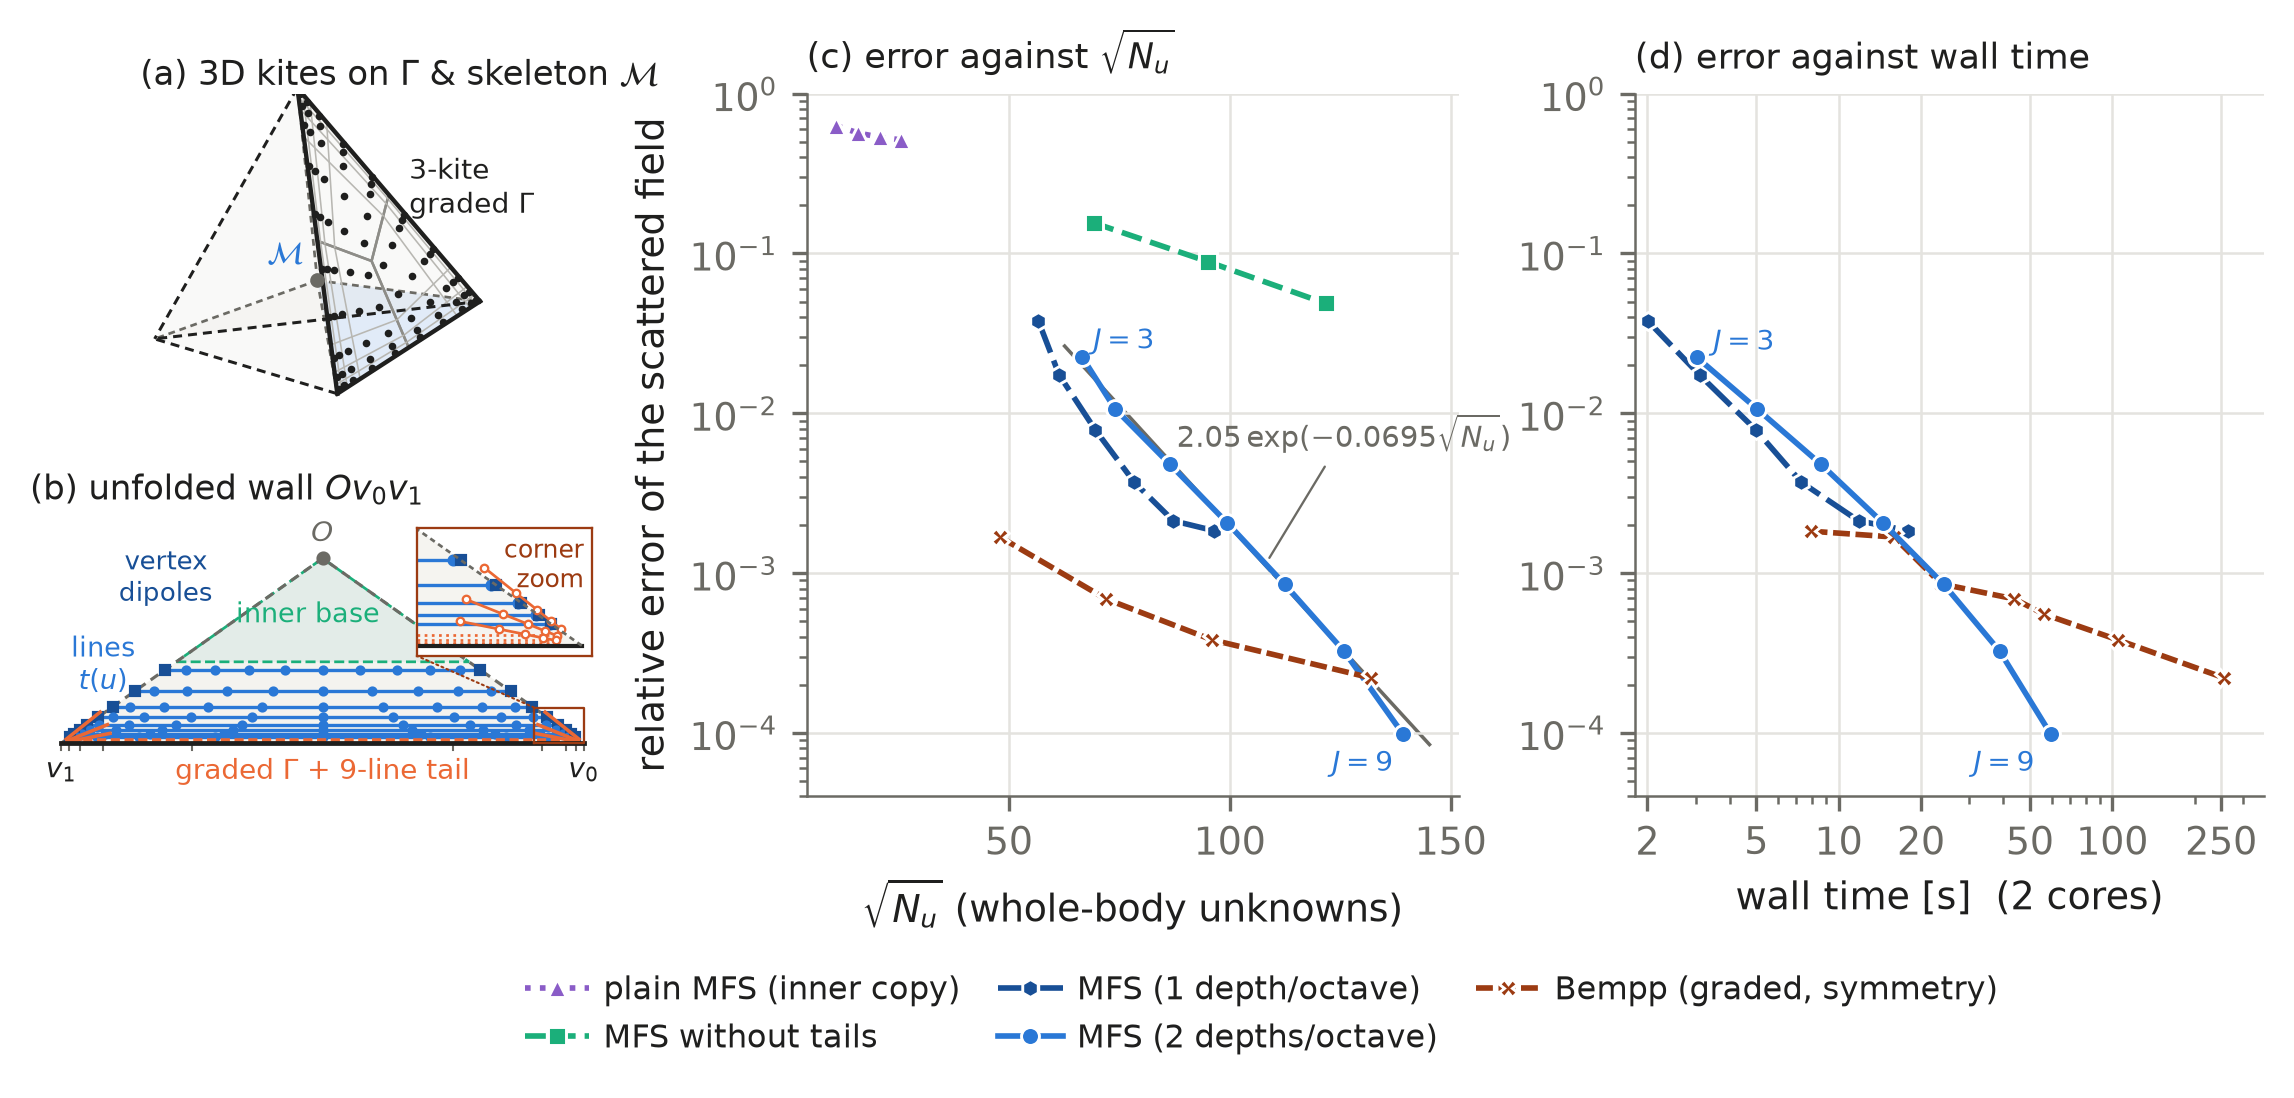 (a) 3D kites on Γ & skeleton ℳ
3-kite
graded Γ
ℳ
(b) unfolded wall Ov₀v₁
O
vertex
dipoles
inner base
corner
zoom
lines
t(u)
v₁
v₀
graded Γ + 9-line tail
(c) error against √N_u
relative error of the scattered field
10⁰
10⁻¹
10⁻²
10⁻³
10⁻⁴
J = 3
2.05 exp(−0.0695√N_u)
J = 9
50 100 150
√N_u (whole-body unknowns)
(d) error against wall time
10⁰
10⁻¹
10⁻²
10⁻³
10⁻⁴
J = 3
J = 9
2 5 10 20 50 100 250
wall time [s] (2 cores)
plain MFS (inner copy)
MFS without tails
MFS (1 depth/octave)
MFS (2 depths/octave)
Bempp (graded, symmetry)